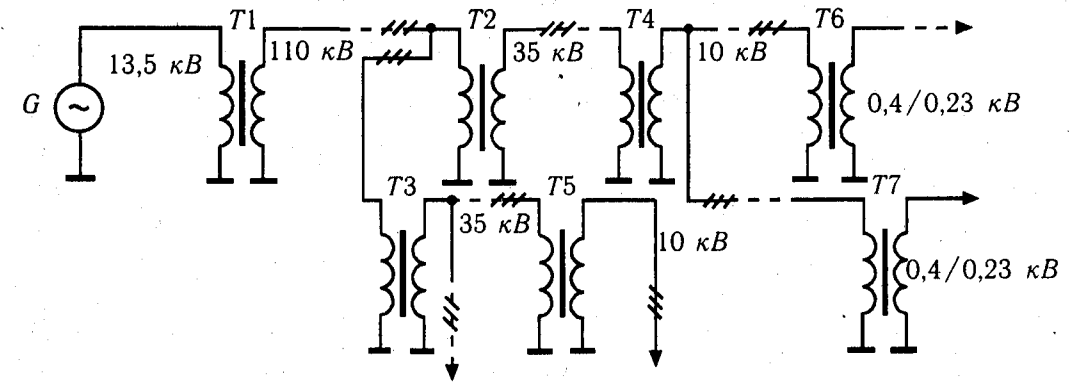 T1 T2 T4 T6
13,5 кВ 110 кВ 35 кВ 10 кВ
G 0,4/0,23 кВ
T3 T5 T7
35 кВ 10 кВ
0,4/0,23 кВ